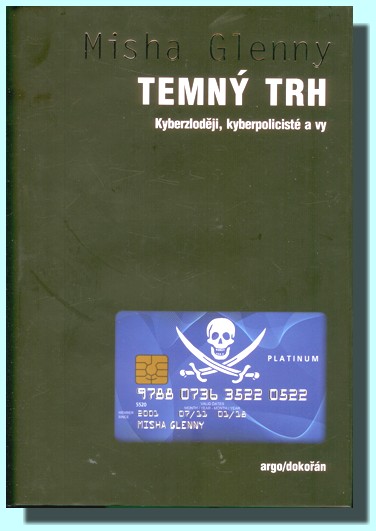 Misha Glenny
TEMNÝ TRH
Kyberzloději, kyberpolicisté a vy
PLATINUM
9788 0736 3522 0522
5520
2001 07/11 01/18
MISHA GLENNY
argo/dokořán